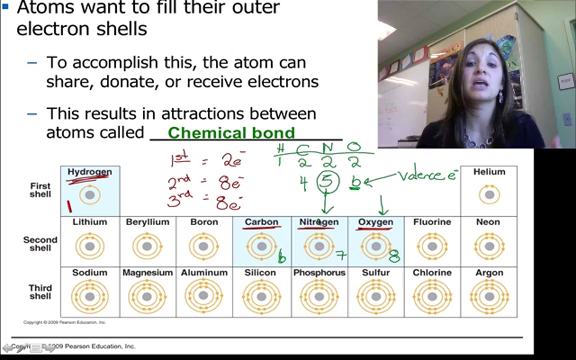 Atoms want to fill their outer
electron shells
– To accomplish this, the atom can
share, donate, or receive electrons
– This results in attractions between
atoms called Chemical bond
1st = 2e⁻
2nd = 8e⁻
3rd = 8e⁻
H C N O
1 2 2 2
4 5 6 Valence e⁻
Hydrogen Helium
First
shell
1
Lithium Beryllium Boron Carbon Nitrogen Oxygen Fluorine Neon
Second
shell
6 7 8
Sodium Magnesium Aluminum Silicon Phosphorus Sulfur Chlorine Argon
Third
shell
Copyright © 2009 Pearson Education, Inc.
Copyright © 2009 Pearson Education, Inc.